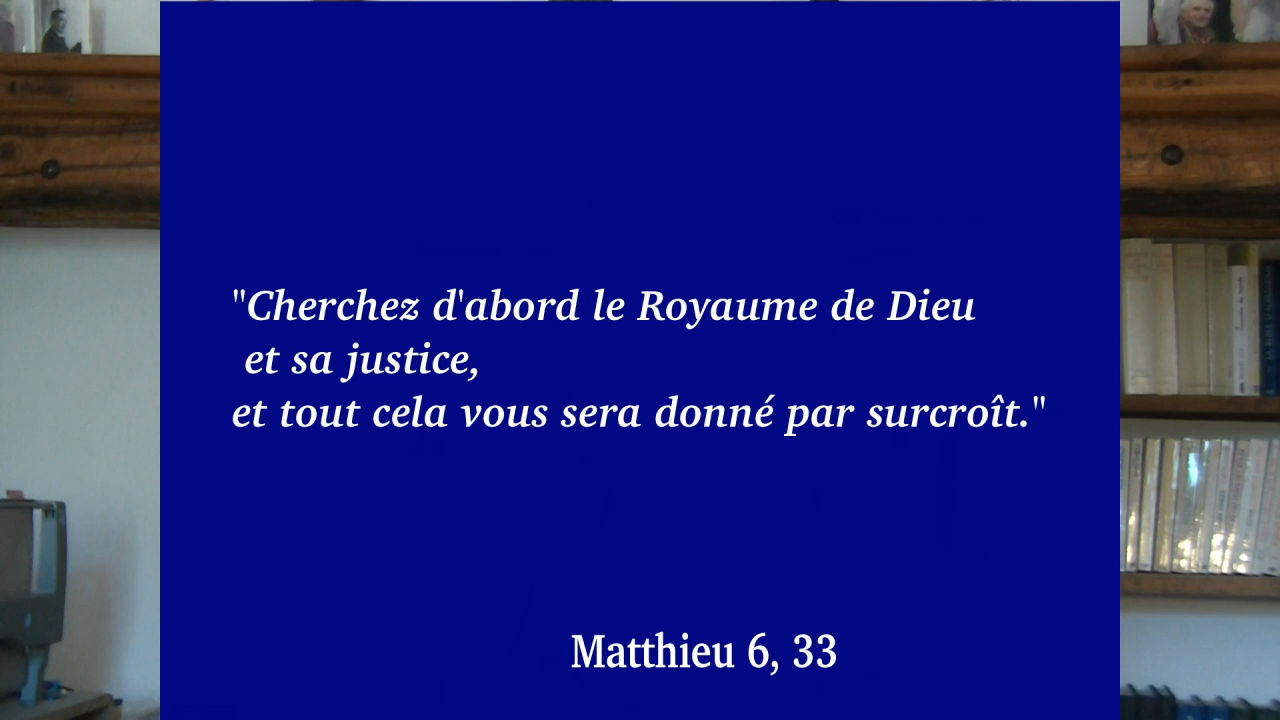 "Cherchez d'abord le Royaume de Dieu
et sa justice,
et tout cela vous sera donné par surcroît."
Matthieu 6, 33